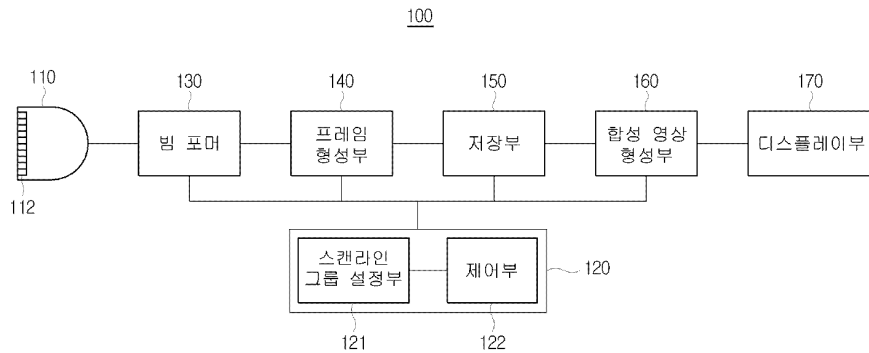 100
110
130
140
150
160
170
빔 포머
프레임
형성부
저장부
합성 영상
형성부
디스플레이부
112
스캔라인
그룹 설정부
제어부
120
121
122